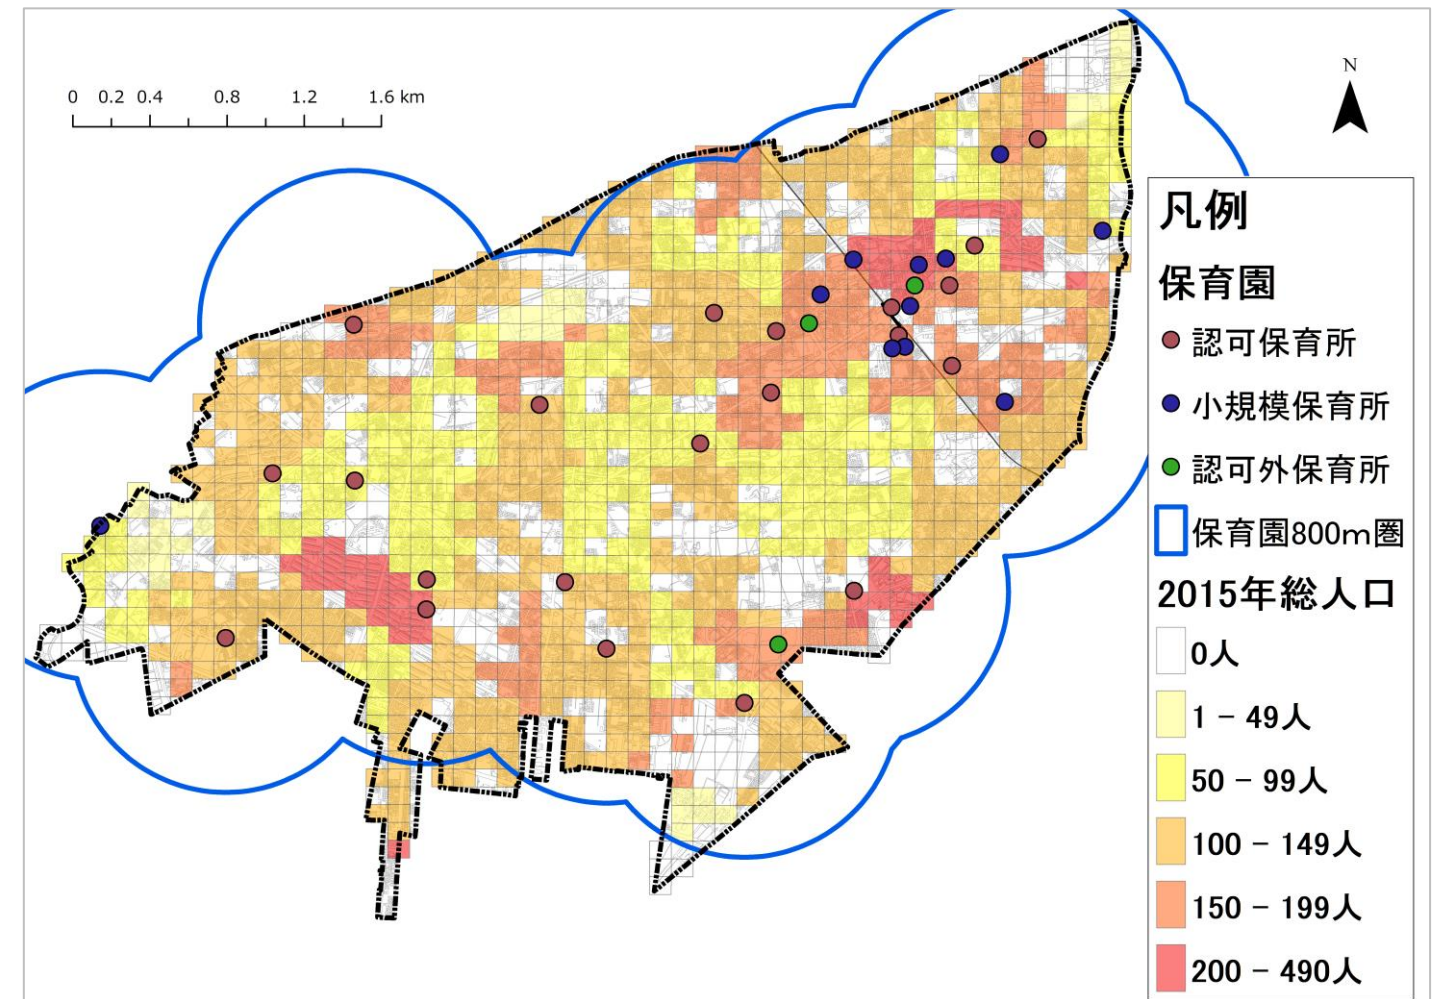 0 0.2 0.4 0.8 1.2 1.6 km
N
凡例
保育園
認可保育所
小規模保育所
認可外保育所
保育園800m圏
2015年総人口
0人
1 - 49人
50 - 99人
100 - 149人
150 - 199人
200 - 490人